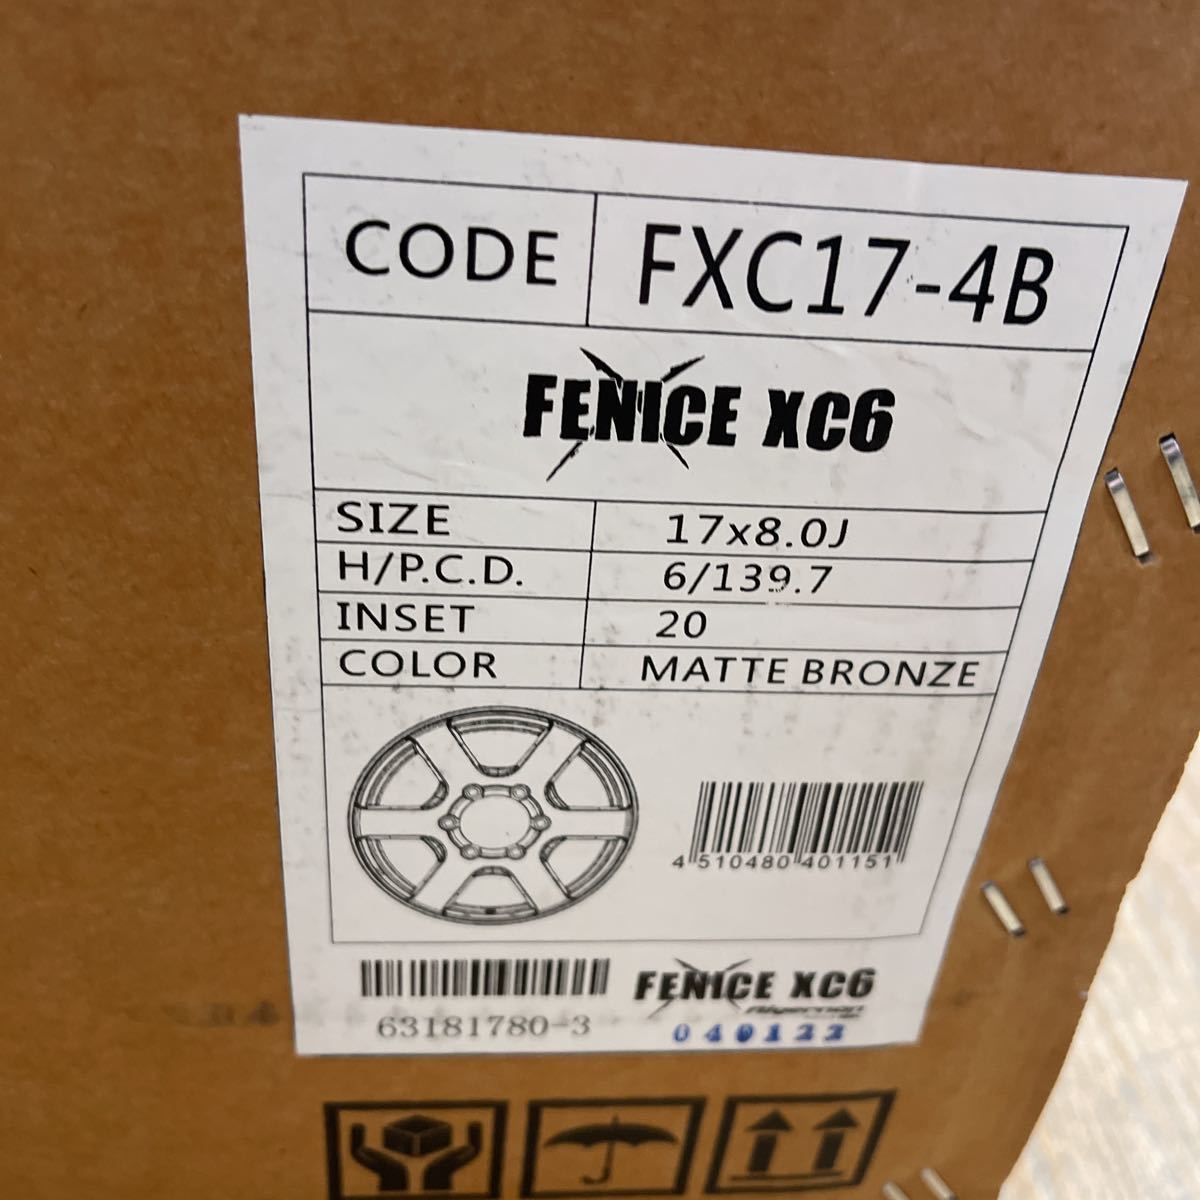 CODE FXC17-4B
FENICE XC6
SIZE 17x8.0J
H/P.C.D. 6/139.7
INSET 20
COLOR MATTE BRONZE
4 510480 401151
63181780-3
FENICE XC6